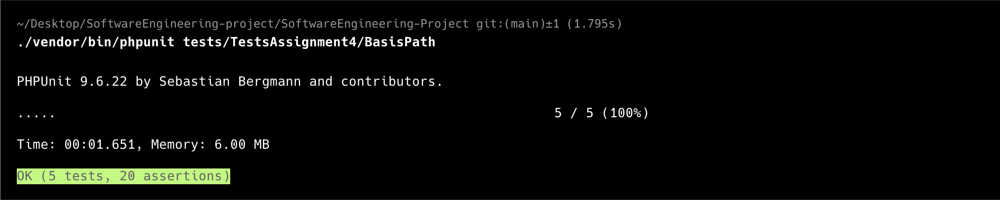 ~/Desktop/SoftwareEngineering-project/SoftwareEngineering-Project git:(main)±1 (1.795s)
./vendor/bin/phpunit tests/TestsAssignment4/BasisPath
PHPUnit 9.6.22 by Sebastian Bergmann and contributors.
..... 5 / 5 (100%)
Time: 00:01.651, Memory: 6.00 MB
OK (5 tests, 20 assertions)